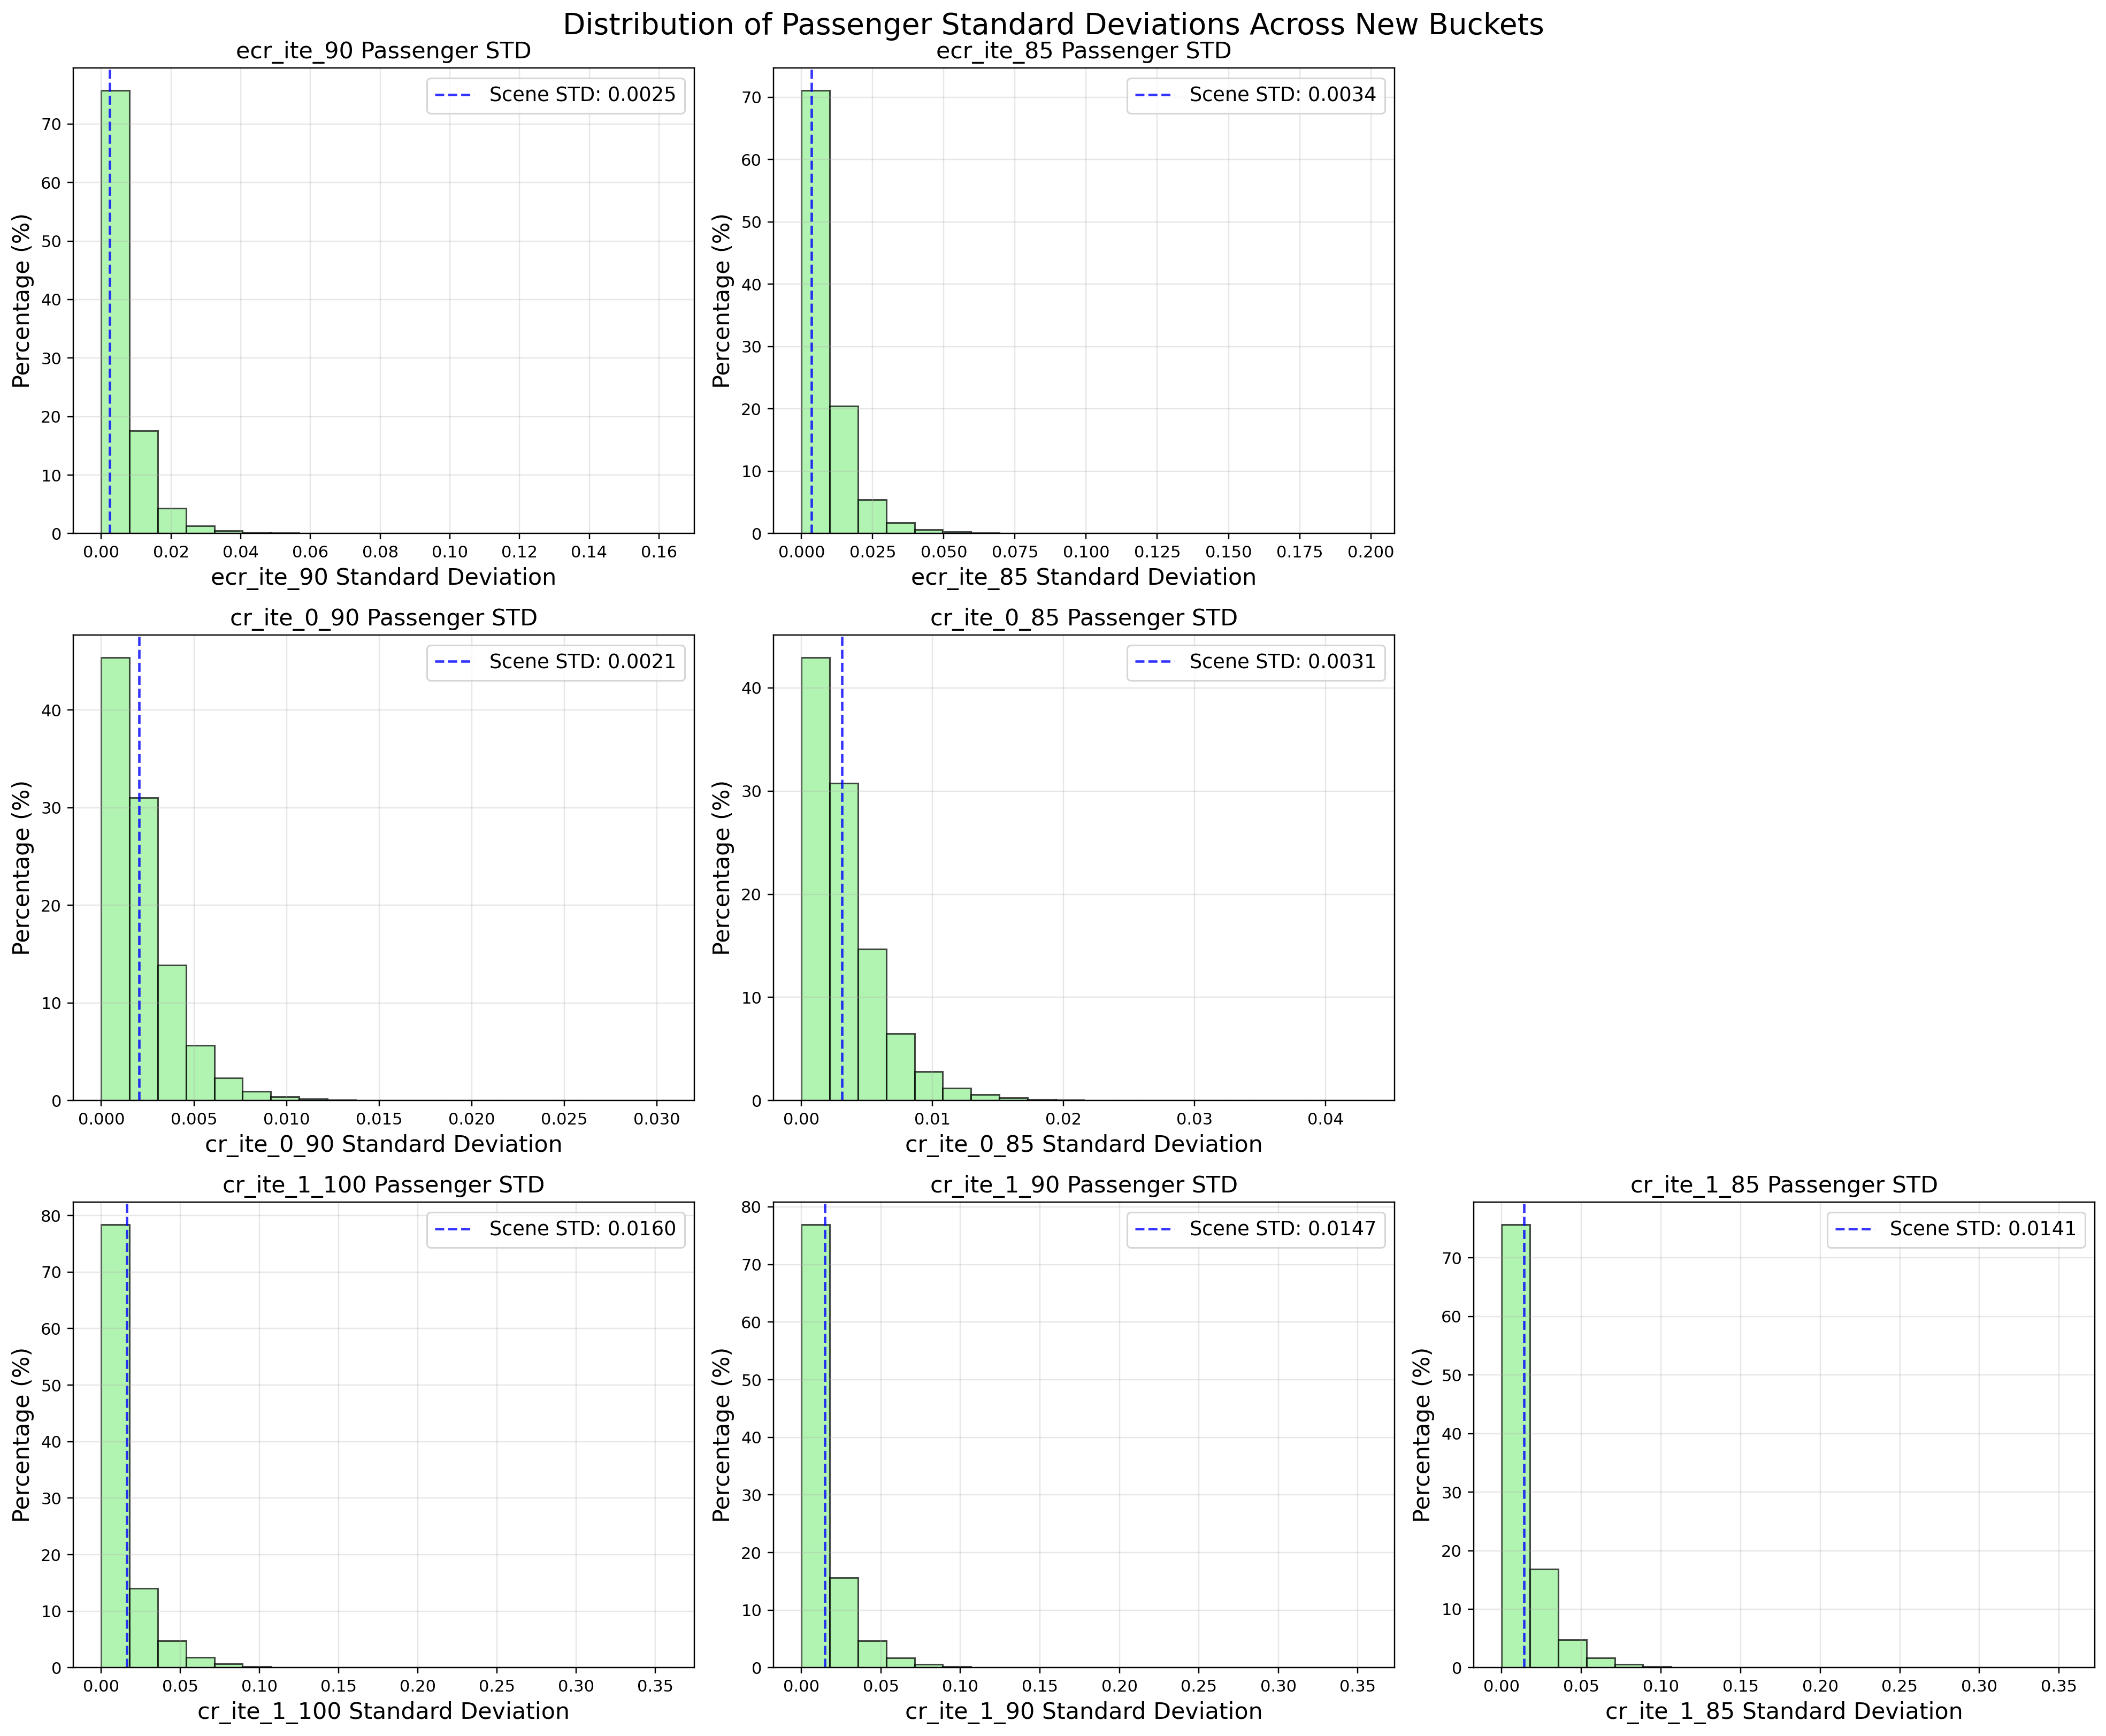 Distribution of Passenger Standard Deviations Across New Buckets
ecr_ite_90 Passenger STD
Scene STD: 0.0025
Percentage (%)
70
60
50
40
30
20
10
0
0.00 0.02 0.04 0.06 0.08 0.10 0.12 0.14 0.16
ecr_ite_90 Standard Deviation
ecr_ite_85 Passenger STD
Scene STD: 0.0034
Percentage (%)
70
60
50
40
30
20
10
0
0.000 0.025 0.050 0.075 0.100 0.125 0.150 0.175 0.200
ecr_ite_85 Standard Deviation
cr_ite_0_90 Passenger STD
Scene STD: 0.0021
Percentage (%)
40
30
20
10
0
0.000 0.005 0.010 0.015 0.020 0.025 0.030
cr_ite_0_90 Standard Deviation
cr_ite_0_85 Passenger STD
Scene STD: 0.0031
Percentage (%)
40
30
20
10
0
0.00 0.01 0.02 0.03 0.04
cr_ite_0_85 Standard Deviation
cr_ite_1_100 Passenger STD
Scene STD: 0.0160
Percentage (%)
80
70
60
50
40
30
20
10
0
0.00 0.05 0.10 0.15 0.20 0.25 0.30 0.35
cr_ite_1_100 Standard Deviation
cr_ite_1_90 Passenger STD
Scene STD: 0.0147
Percentage (%)
80
70
60
50
40
30
20
10
0
0.00 0.05 0.10 0.15 0.20 0.25 0.30 0.35
cr_ite_1_90 Standard Deviation
cr_ite_1_85 Passenger STD
Scene STD: 0.0141
Percentage (%)
70
60
50
40
30
20
10
0
0.00 0.05 0.10 0.15 0.20 0.25 0.30 0.35
cr_ite_1_85 Standard Deviation